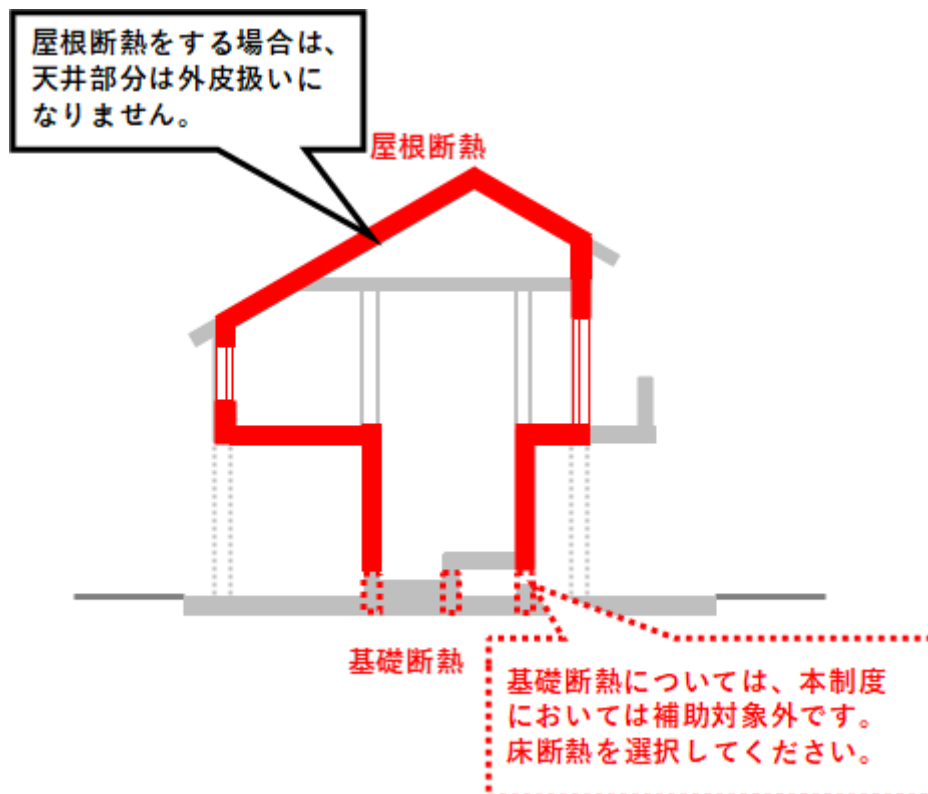 屋根断熱をする場合は、
天井部分は外皮扱いに
なりません。
屋根断熱
基礎断熱
基礎断熱については、本制度
においては補助対象外です。
床断熱を選択してください。